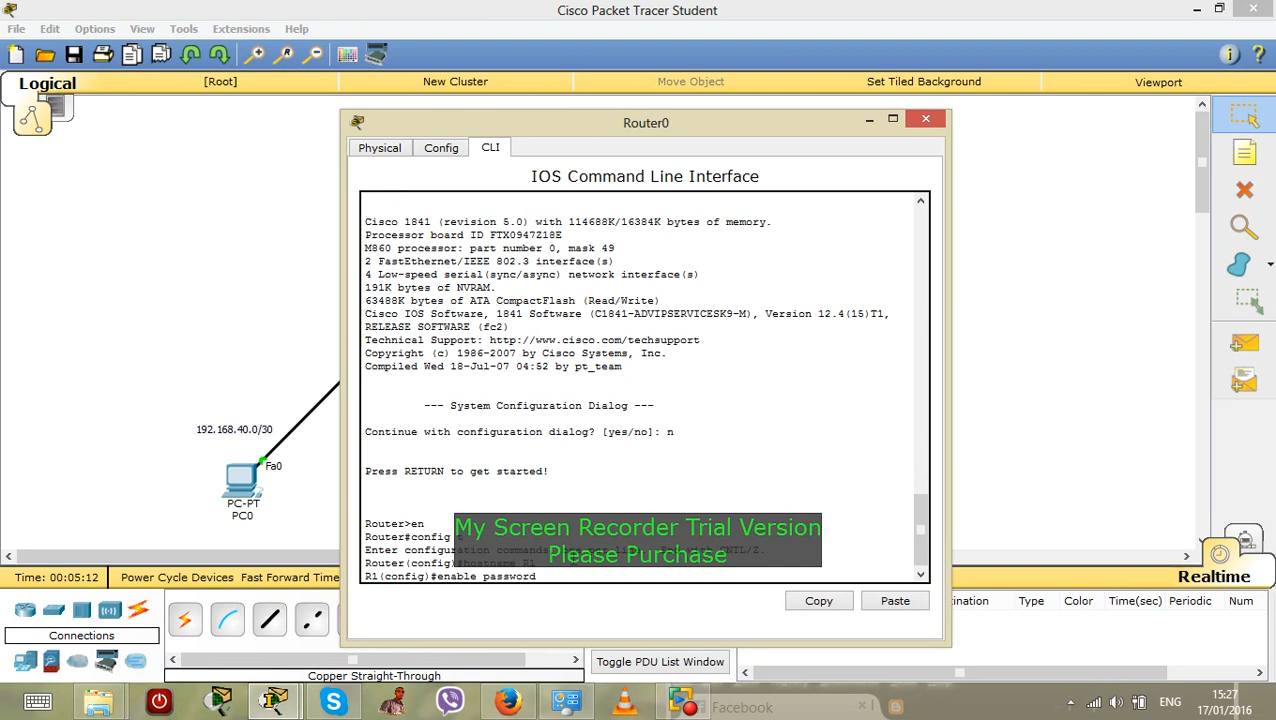 Cisco Packet Tracer Student
File Edit Options View Tools Extensions Help
Logical [Root] New Cluster Move Object Set Tiled Background Viewport
Router0
Physical Config CLI
IOS Command Line Interface
Cisco 1841 (revision 5.0) with 114688K/16384K bytes of memory.
Processor board ID FTX0947Z18E
M860 processor: part number 0, mask 49
2 FastEthernet/IEEE 802.3 interface(s)
4 Low-speed serial(sync/async) network interface(s)
191K bytes of NVRAM.
63488K bytes of ATA CompactFlash (Read/Write)
Cisco IOS Software, 1841 Software (C1841-ADVIPSERVICESK9-M), Version 12.4(15)T1,
RELEASE SOFTWARE (fc2)
Technical Support: http://www.cisco.com/techsupport
Copyright (c) 1986-2007 by Cisco Systems, Inc.
Compiled Wed 18-Jul-07 04:52 by pt_team
--- System Configuration Dialog ---
Continue with configuration dialog? [yes/no]: n
Press RETURN to get started!
Router>en
Router#config
Enter configuration commands, one per line. End with CNTL/Z.
Router(config)#hostname R1
R1(config)#enable password
My Screen Recorder Trial Version
Please Purchase
192.168.40.0/30
Fa0
PC-PT
PC0
Copy Paste
Time: 00:05:12 Power Cycle Devices Fast Forward Time
Realtime
Connections
Copper Straight-Through
Toggle PDU List Window
tination Type Color Time(sec) Periodic Num
Facebook
ENG
15:27
17/01/2016